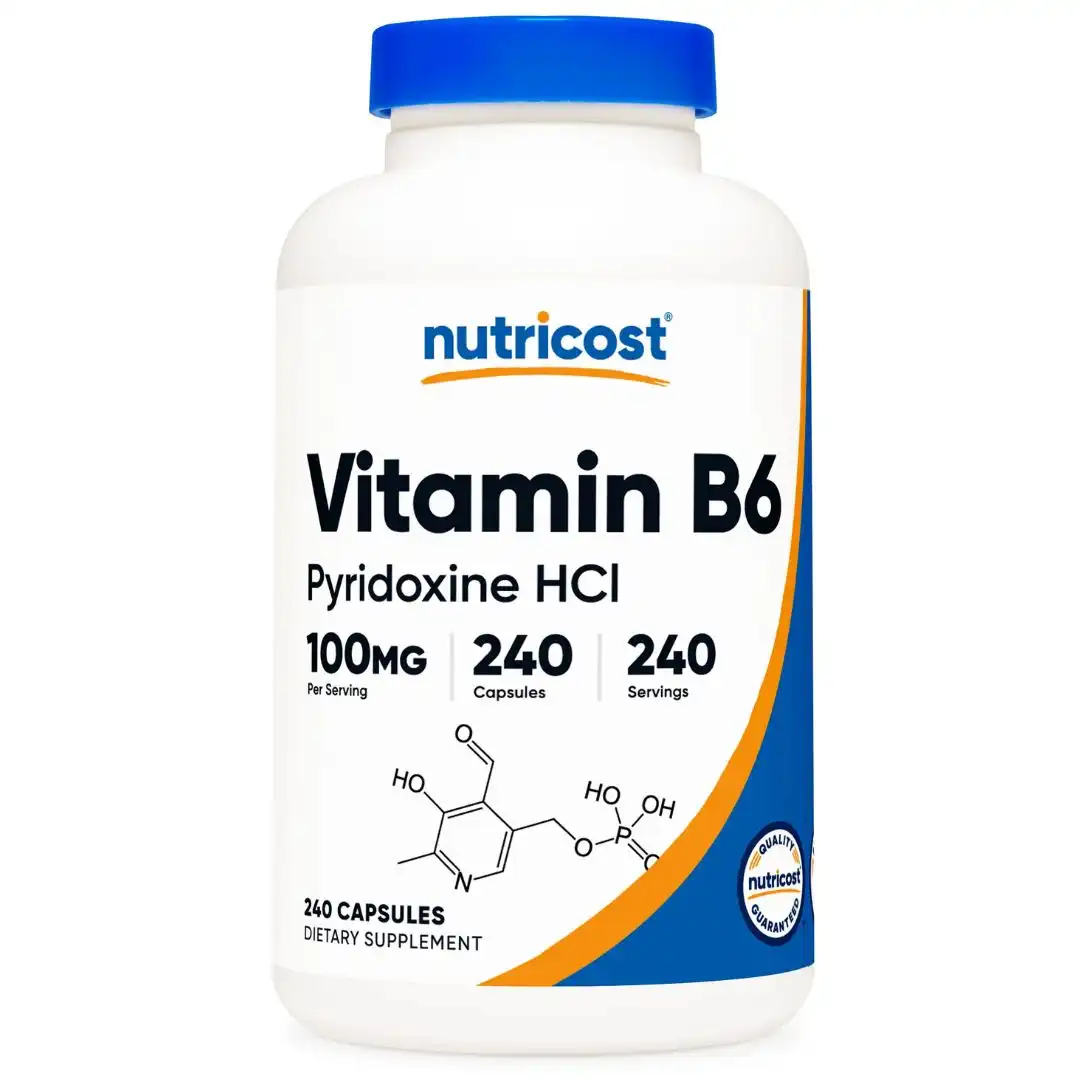 nutricost®
Vitamin B6
Pyridoxine HCl
100MG 240 240
Per Serving Capsules Servings
O
HO
HO OH
P
O
O
N
240 CAPSULES
DIETARY SUPPLEMENT
QUALITY
nutricost
GUARANTEED